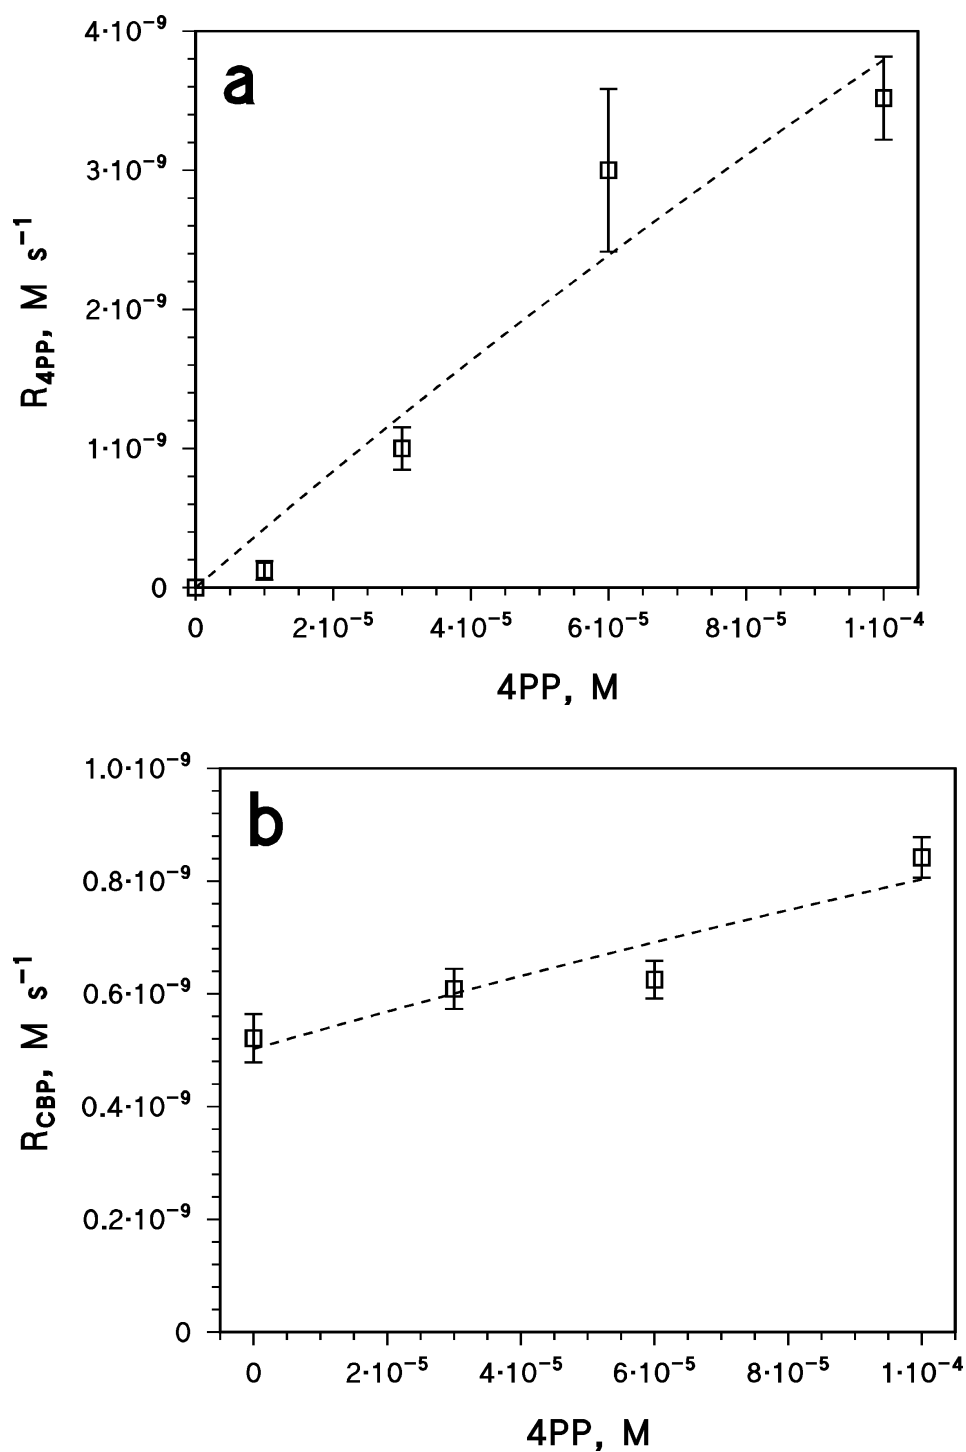 a
4·10⁻⁹
3·10⁻⁹
2·10⁻⁹
1·10⁻⁹
0
R4PP, M s⁻¹
0 2·10⁻⁵ 4·10⁻⁵ 6·10⁻⁵ 8·10⁻⁵ 1·10⁻⁴
4PP, M
b
1.0·10⁻⁹
0.8·10⁻⁹
0.6·10⁻⁹
0.4·10⁻⁹
0.2·10⁻⁹
0
RCBP, M s⁻¹
0 2·10⁻⁵ 4·10⁻⁵ 6·10⁻⁵ 8·10⁻⁵ 1·10⁻⁴
4PP, M